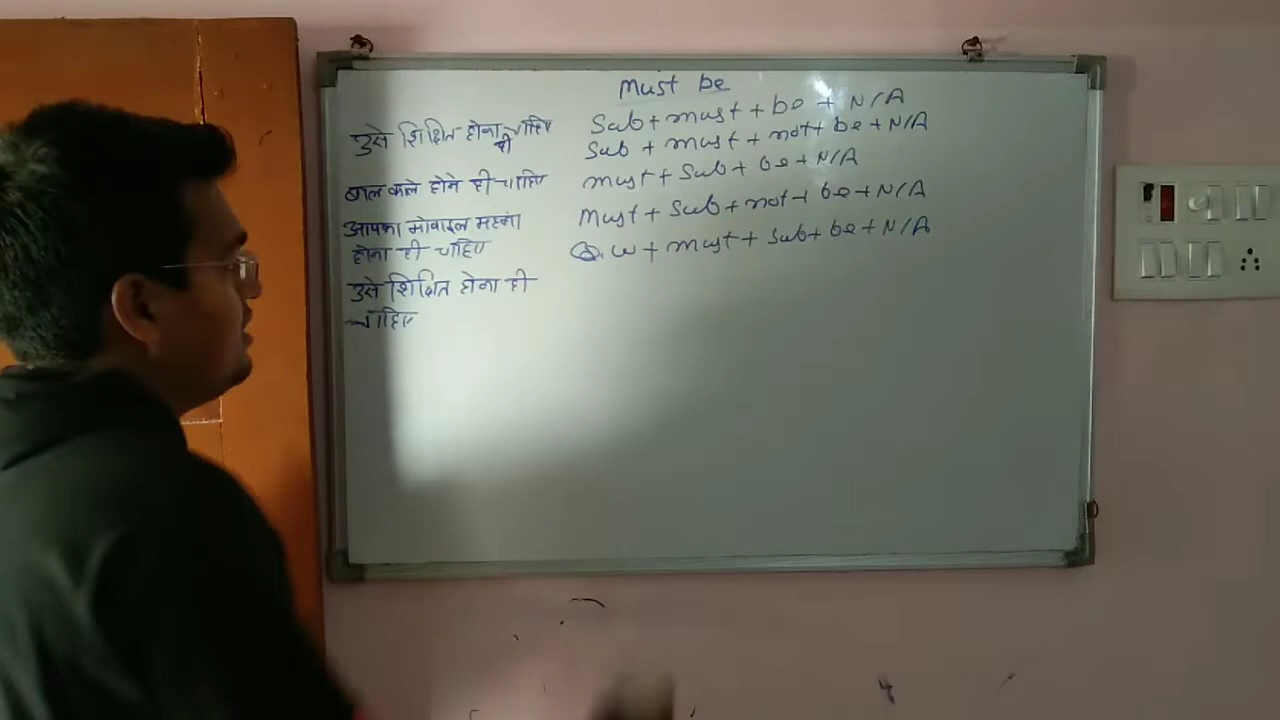 Must be
उसे शिक्षित होना चाहिए
ही
बाल काले होने ही चाहिए
आपका मोबाइल महंगा
होना ही चाहिए
उसे शिक्षित होना ही
चाहिए
Sub + must + be + N/A
Sub + must + not + be + N/A
must + Sub + be + N/A
Must + Sub + not + be + N/A
Q.w + must + Sub + be + N/A